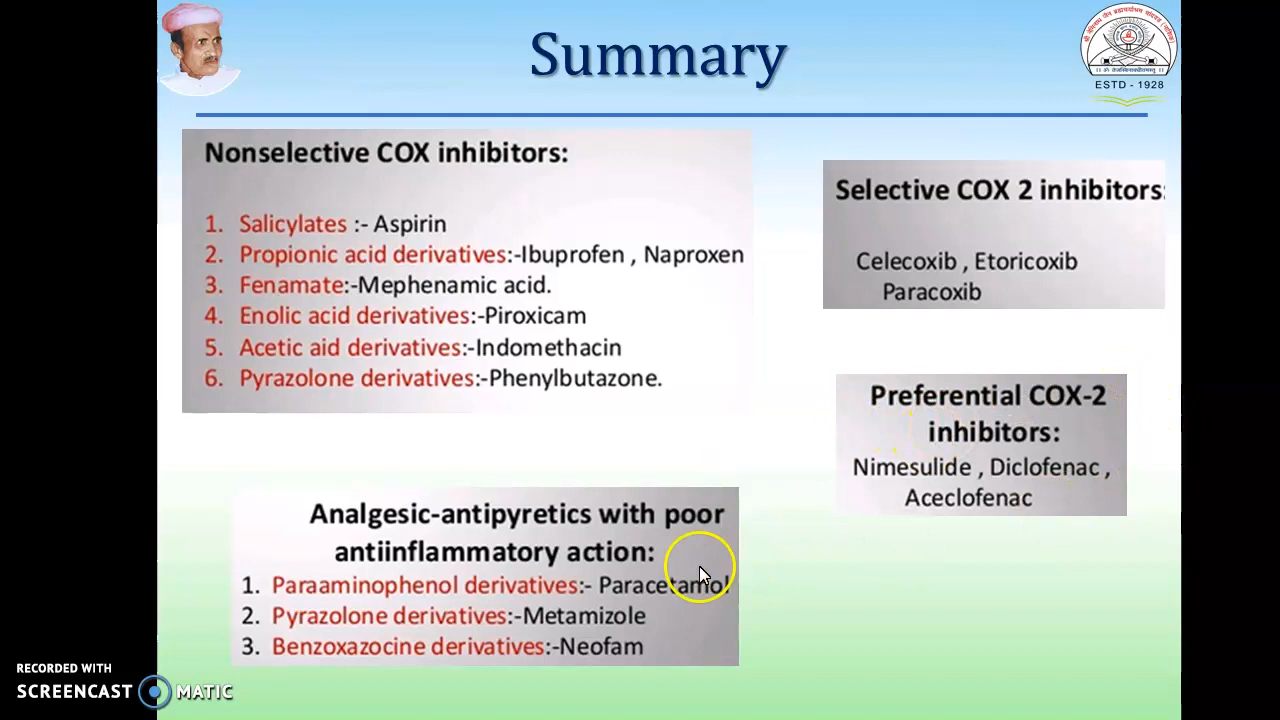 Summary
ESTD - 1928
Nonselective COX inhibitors:
1. Salicylates :- Aspirin
2. Propionic acid derivatives:-Ibuprofen , Naproxen
3. Fenamate:-Mephenamic acid.
4. Enolic acid derivatives:-Piroxicam
5. Acetic aid derivatives:-Indomethacin
6. Pyrazolone derivatives:-Phenylbutazone.
Selective COX 2 inhibitors:
Celecoxib , Etoricoxib
Paracoxib
Preferential COX-2
inhibitors:
Nimesulide , Diclofenac ,
Aceclofenac
Analgesic-antipyretics with poor
antiinflammatory action:
1. Paraaminophenol derivatives:- Paracetamol
2. Pyrazolone derivatives:-Metamizole
3. Benzoxazocine derivatives:-Neofam
RECORDED WITH
SCREENCAST MATIC